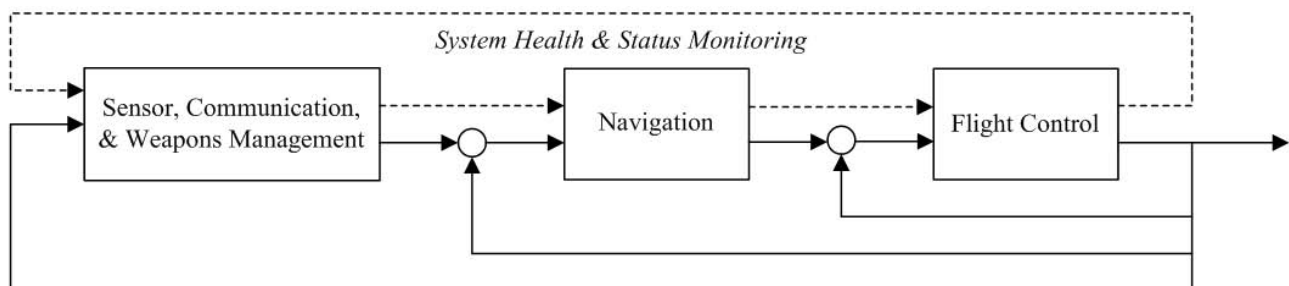 System Health & Status Monitoring
Sensor, Communication,
& Weapons Management
Navigation
Flight Control